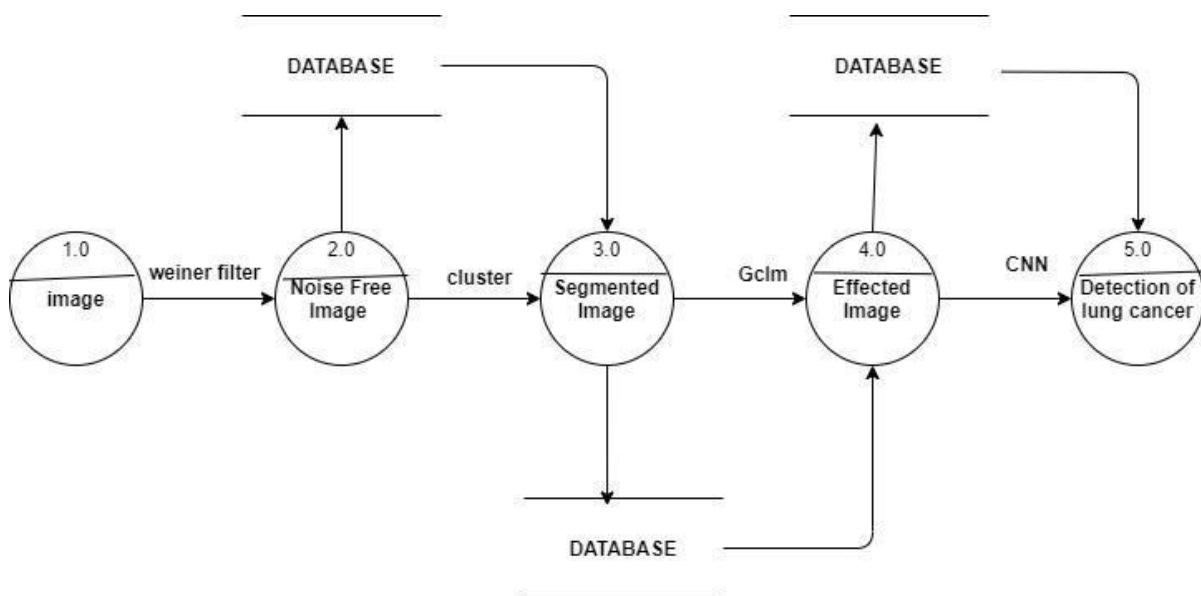 DATABASE
DATABASE
1.0
image
weiner filter
2.0
Noise Free
Image
cluster
3.0
Segmented
Image
Gclm
4.0
Effected
Image
CNN
5.0
Detection of
lung cancer
DATABASE